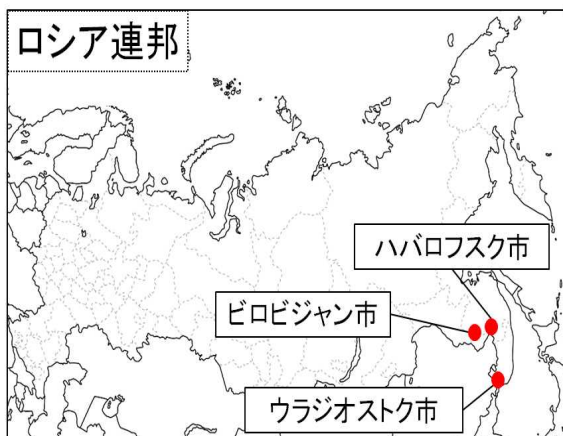 ロシア連邦
ハバロフスク市
ビロビジャン市
ウラジオストク市